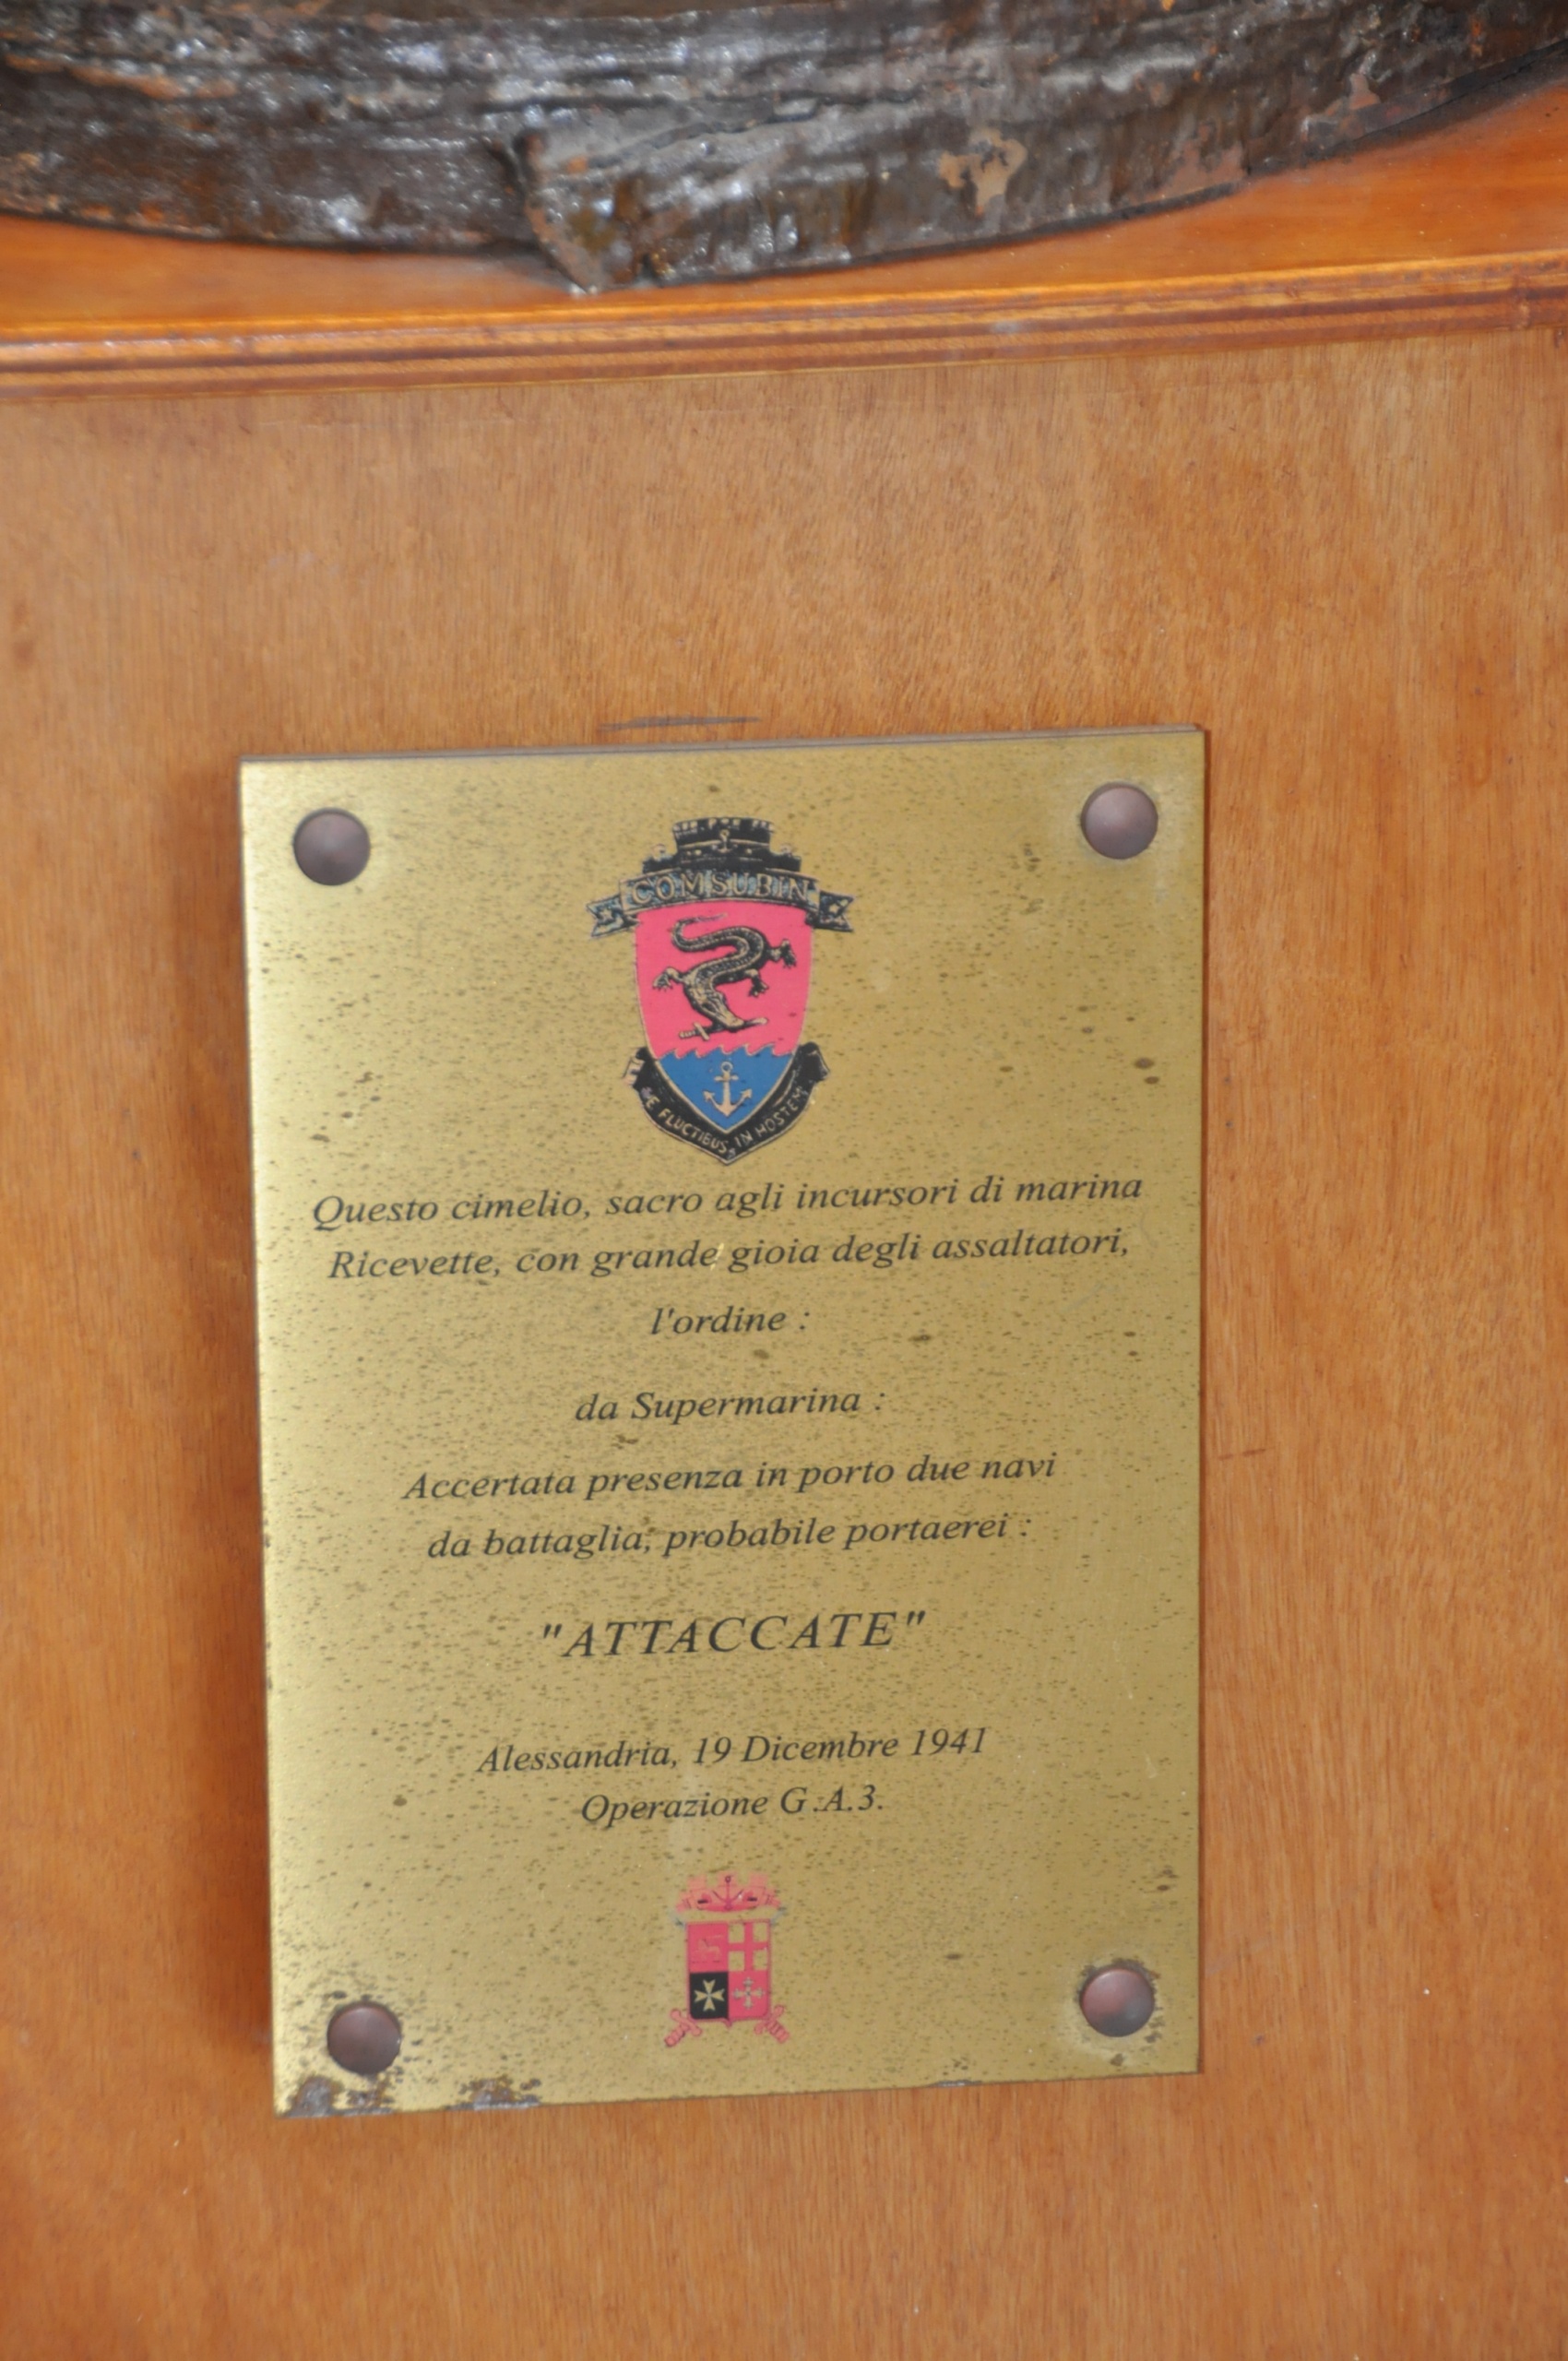 COMSUBIN
E FLUCTIBUS, IN HOSTEM
Questo cimelio, sacro agli incursori di marina
Ricevette, con grande gioia degli assaltatori,
l'ordine :
da Supermarina :
Accertata presenza in porto due navi
da battaglia, probabile portaerei :
"ATTACCATE"
Alessandria, 19 Dicembre 1941
Operazione G.A.3.